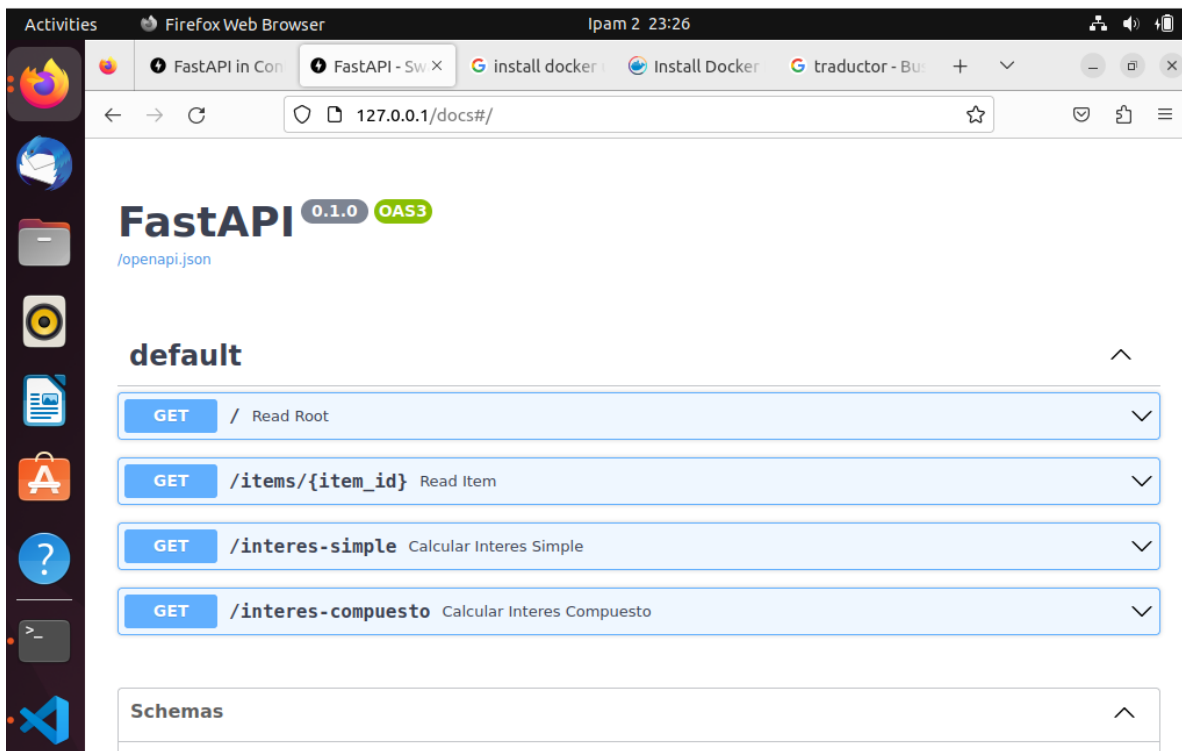 Activities Firefox Web Browser Ipam 2 23:26
FastAPI in Con FastAPI - Sw install docker Install Docker traductor - Bus
127.0.0.1/docs#/
FastAPI 0.1.0 OAS3
/openapi.json
default
GET / Read Root
GET /items/{item_id} Read Item
GET /interes-simple Calcular Interes Simple
GET /interes-compuesto Calcular Interes Compuesto
Schemas